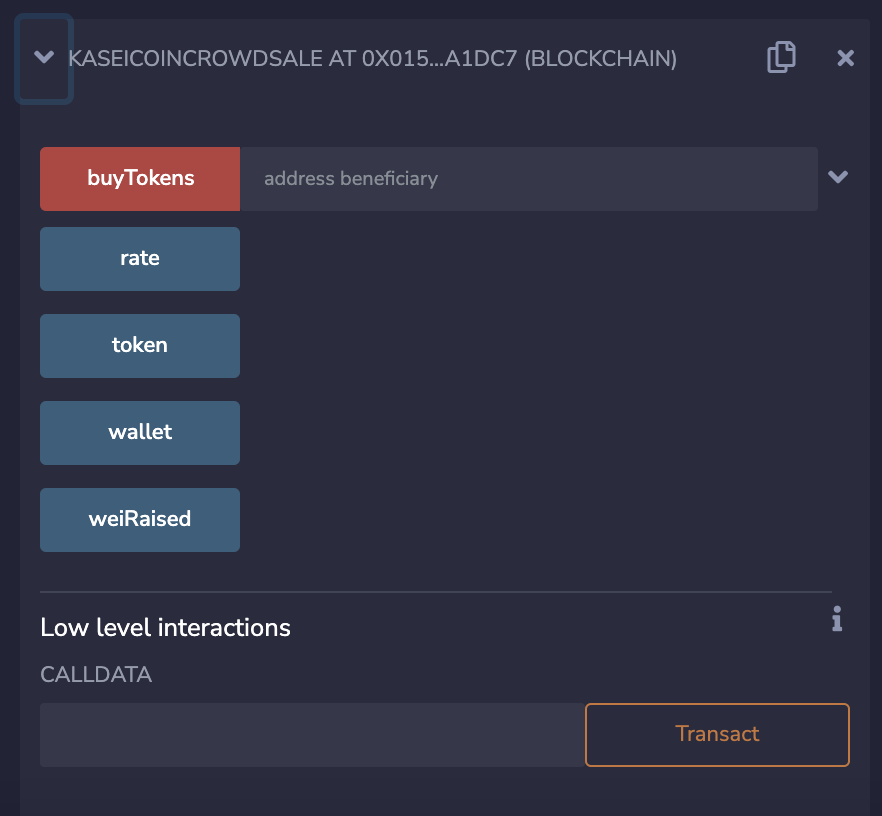 KASEICOINCROWDSALE AT 0X015...A1DC7 (BLOCKCHAIN)
buyTokens address beneficiary
rate
token
wallet
weiRaised
Low level interactions
CALLDATA
Transact